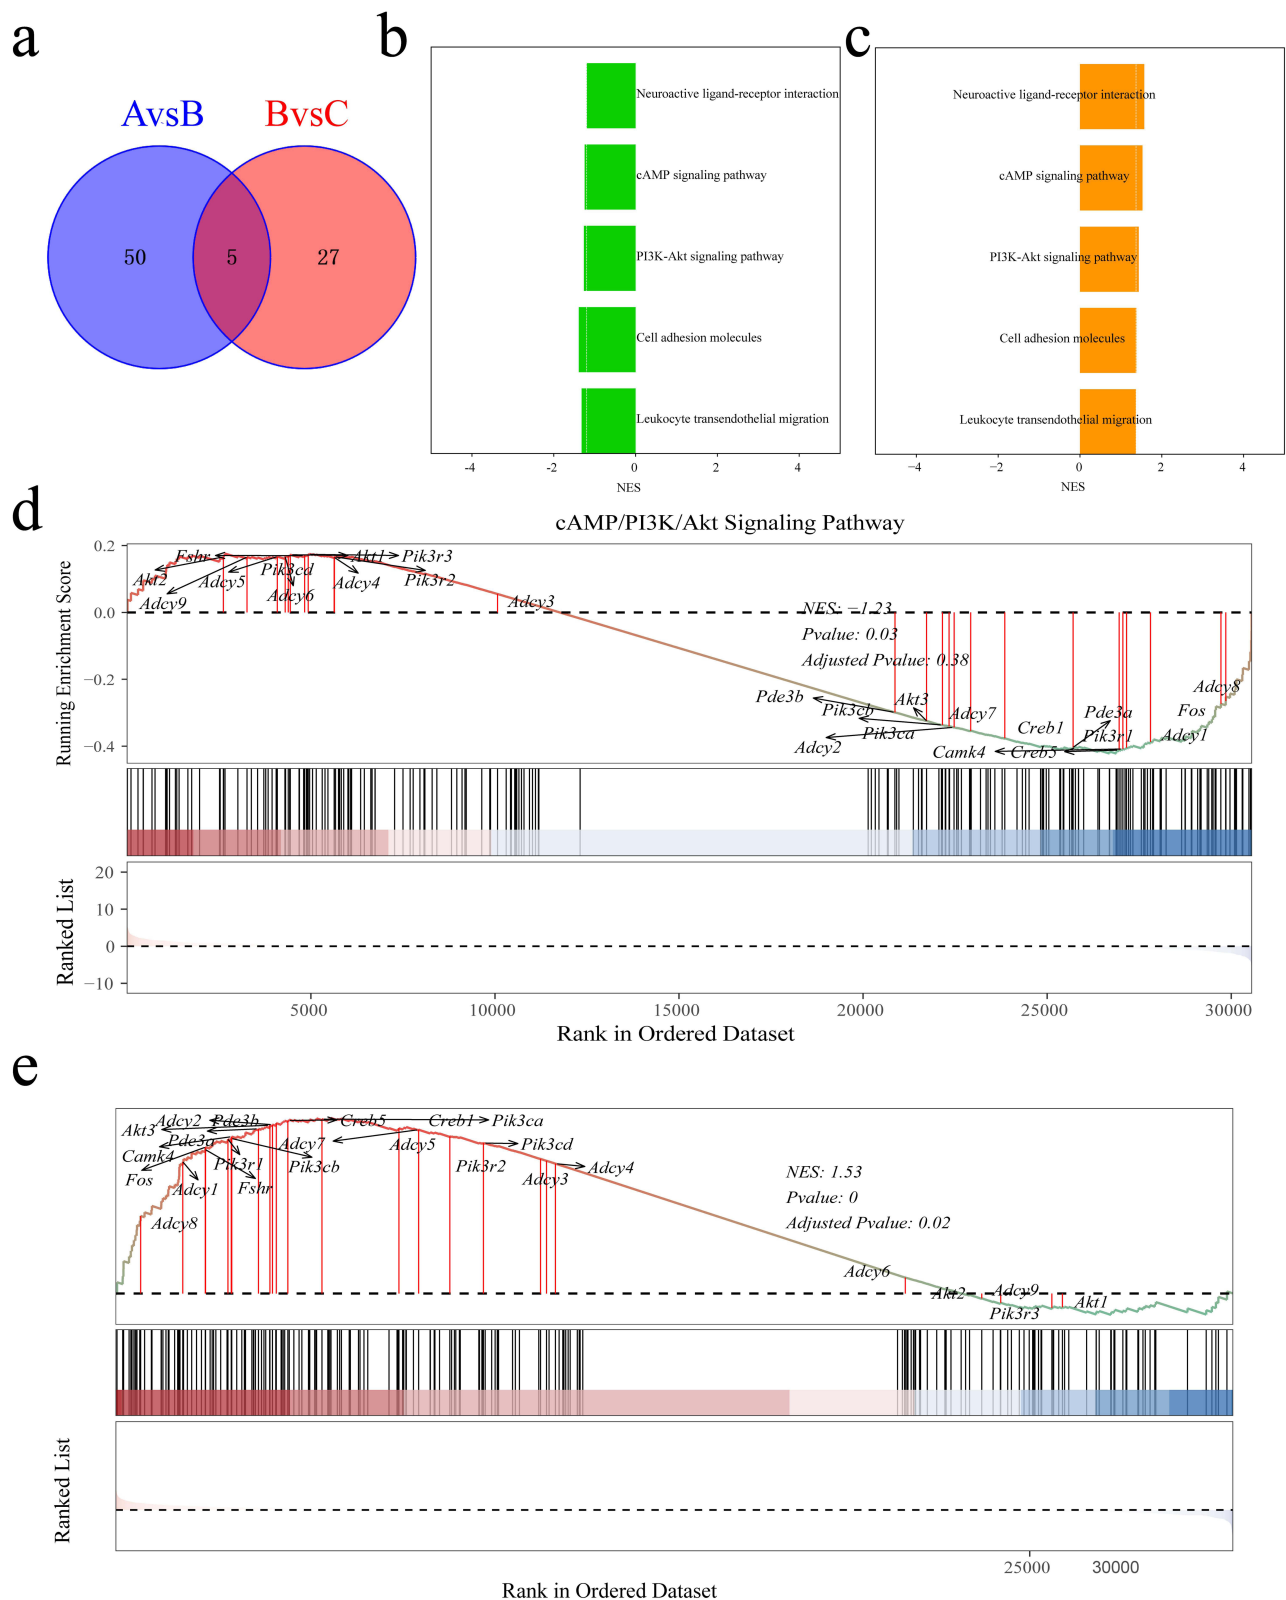 a
b
c
AvsB
BvsC
50
5
27
Neuroactive ligand-receptor interaction
cAMP signaling pathway
PI3K-Akt signaling pathway
Cell adhesion molecules
Leukocyte transendothelial migration
-4
-2
0
2
4
NES
Neuroactive ligand-receptor interaction
cAMP signaling pathway
PI3K-Akt signaling pathway
Cell adhesion molecules
Leukocyte transendothelial migration
−4
−2
0
2
4
NES
d
cAMP/PI3K/Akt Signaling Pathway
Running Enrichment Score
0.2
0.0
−0.2
−0.4
Fshr
Akt2
Adcy9
Adcy5
Pik3cd
Adcy6
Akt1
Adcy4
Pik3r3
Pik3r2
Adcy3
NES: −1.23
Pvalue: 0.03
Adjusted Pvalue: 0.38
Pde3b
Pik3cb
Adcy2
Akt3
Pik3ca
Adcy7
Camk4
Creb1
Creb5
Pde3a
Pik3r1
Adcy8
Fos
Adcy1
Ranked List
20
10
0
−10
5000
10000
15000
20000
25000
30000
Rank in Ordered Dataset
e
Adcy2
Pde3b
Akt3
Pde3a
Camk4
Fos
Pik3r1
Adcy1
Fshr
Adcy8
Adcy7
Pik3cb
Creb5
Creb1
Pik3ca
Adcy5
Pik3cd
Pik3r2
Adcy3
Adcy4
NES: 1.53
Pvalue: 0
Adjusted Pvalue: 0.02
Adcy6
Akt2
Adcy9
Pik3r3
Akt1
Ranked List
25000
30000
Rank in Ordered Dataset